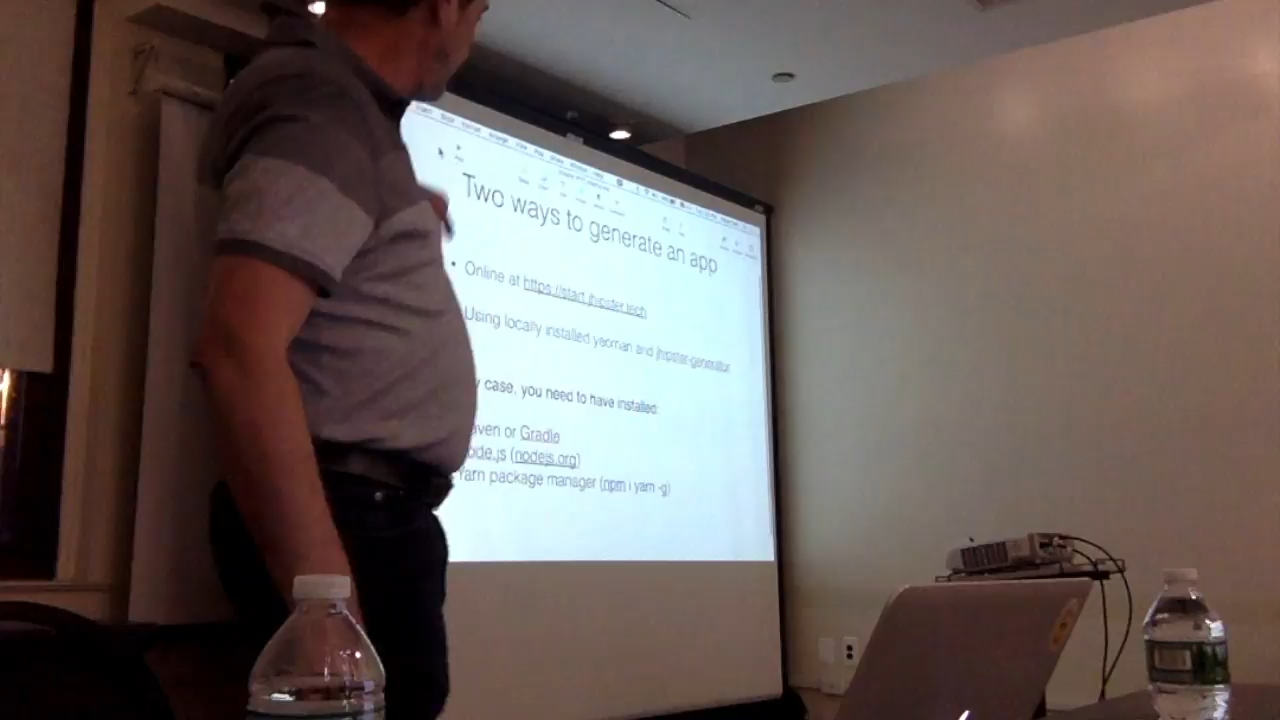 Two ways to generate an app
• Online at https://start.jhipster.tech
Using locally installed yeoman and jhipster-generator
y case, you need to have installed:
aven or Gradle
ode.js (nodejs.org)
Yarn package manager (npm i yarn -g)